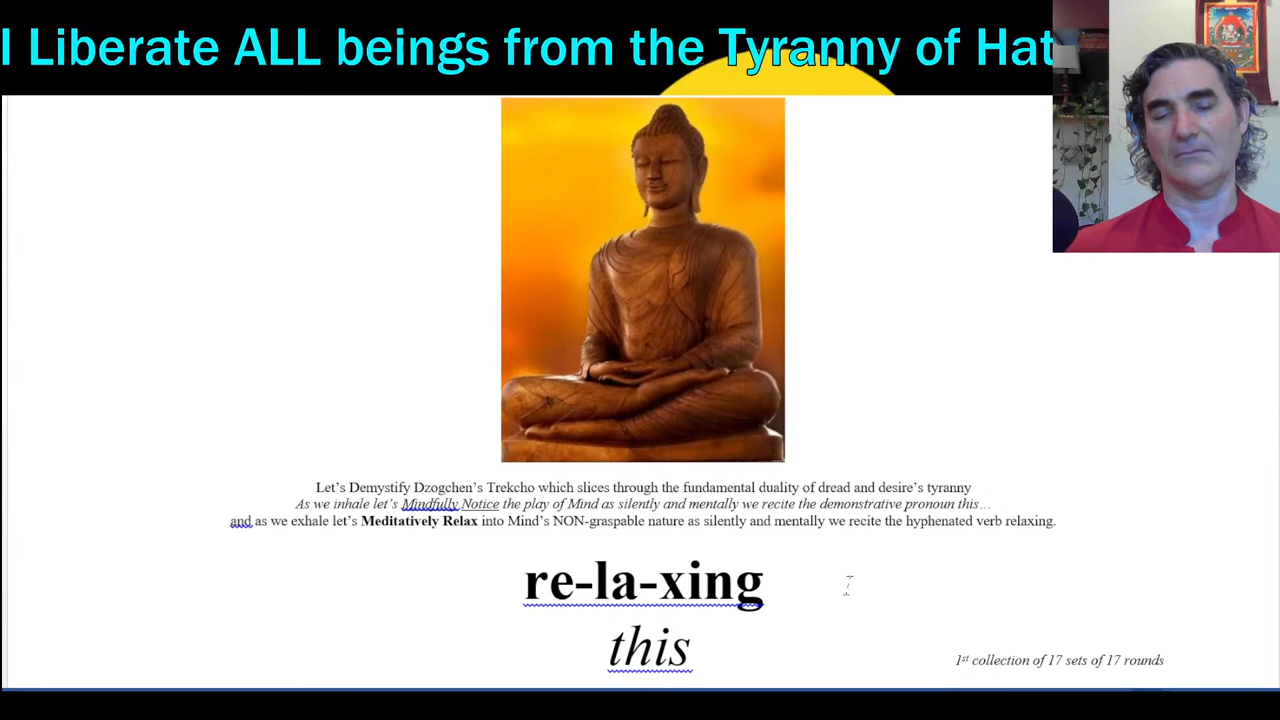 I Liberate ALL beings from the Tyranny of Hat
Let's Demystify Dzogchen's Trekcho which slices through the fundamental duality of dread and desire's tyranny
As we inhale let's Mindfully Notice the play of Mind as silently and mentally we recite the demonstrative pronoun this…
and as we exhale let's Meditatively Relax into Mind's NON-graspable nature as silently and mentally we recite the hyphenated verb relaxing.
re-la-xing
this
1st collection of 17 sets of 17 rounds